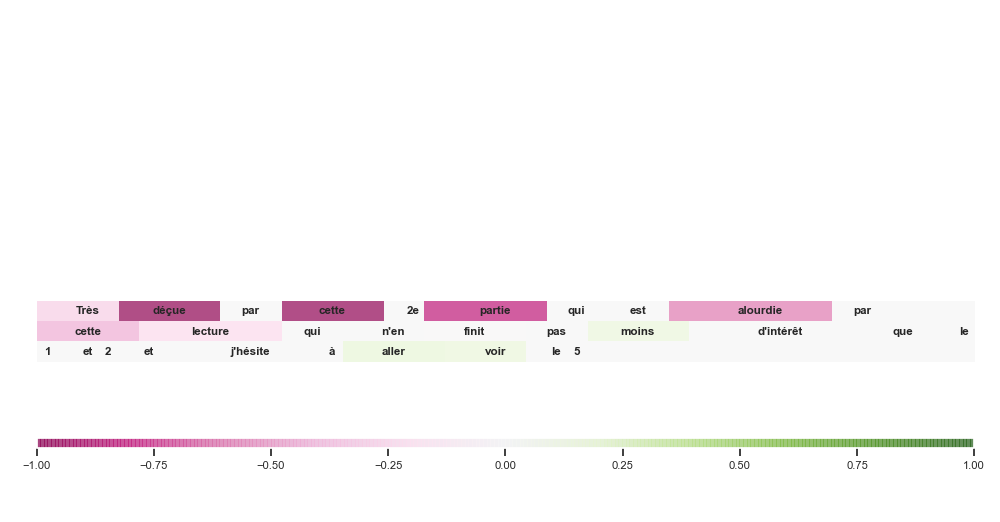 Très déçue par cette 2e partie qui est alourdie par
cette lecture qui n'en finit pas moins d'intérêt que le
1 et 2 et j'hésite à aller voir le 5
−1.00 −0.75 −0.50 −0.25 0.00 0.25 0.50 0.75 1.00